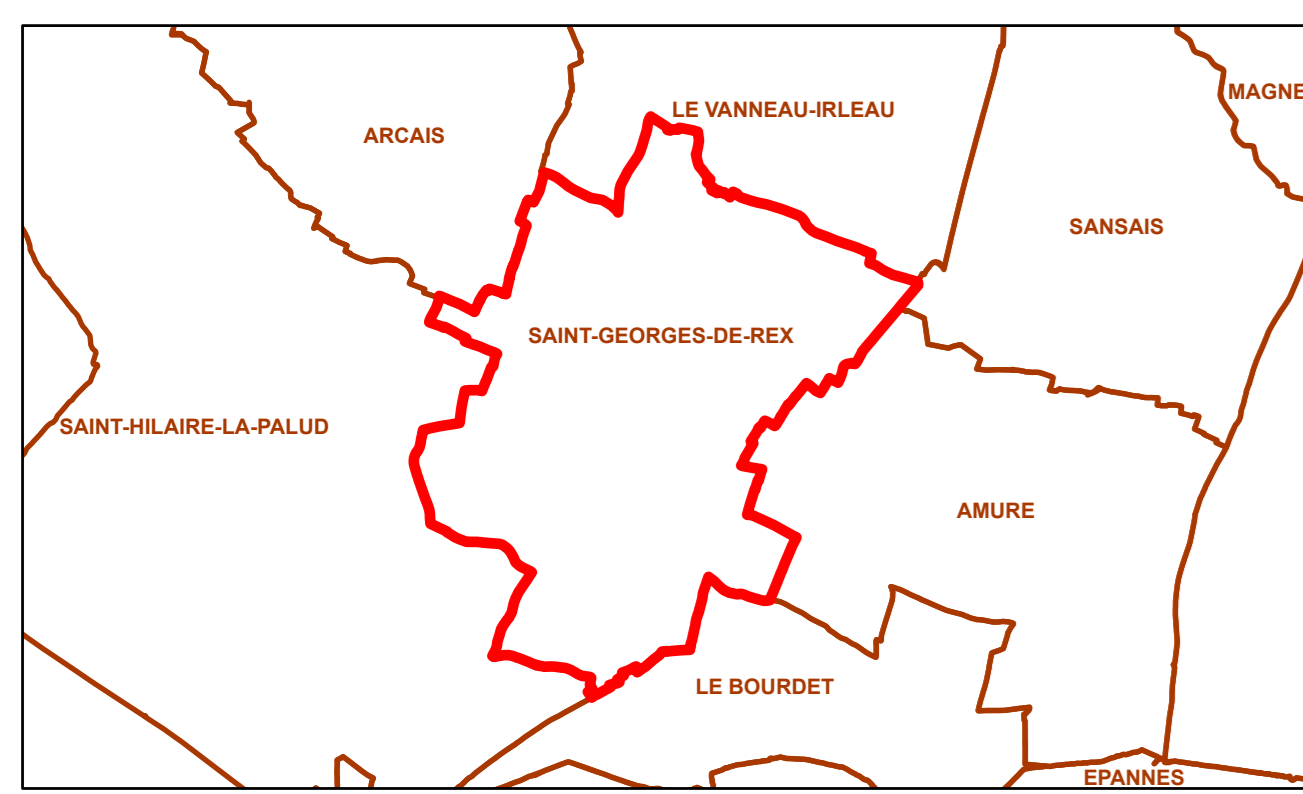 MAGNE
LE VANNEAU-IRLEAU
ARCAIS
SANSAIS
SAINT-GEORGES-DE-REX
SAINT-HILAIRE-LA-PALUD
AMURE
LE BOURDET
EPANNES